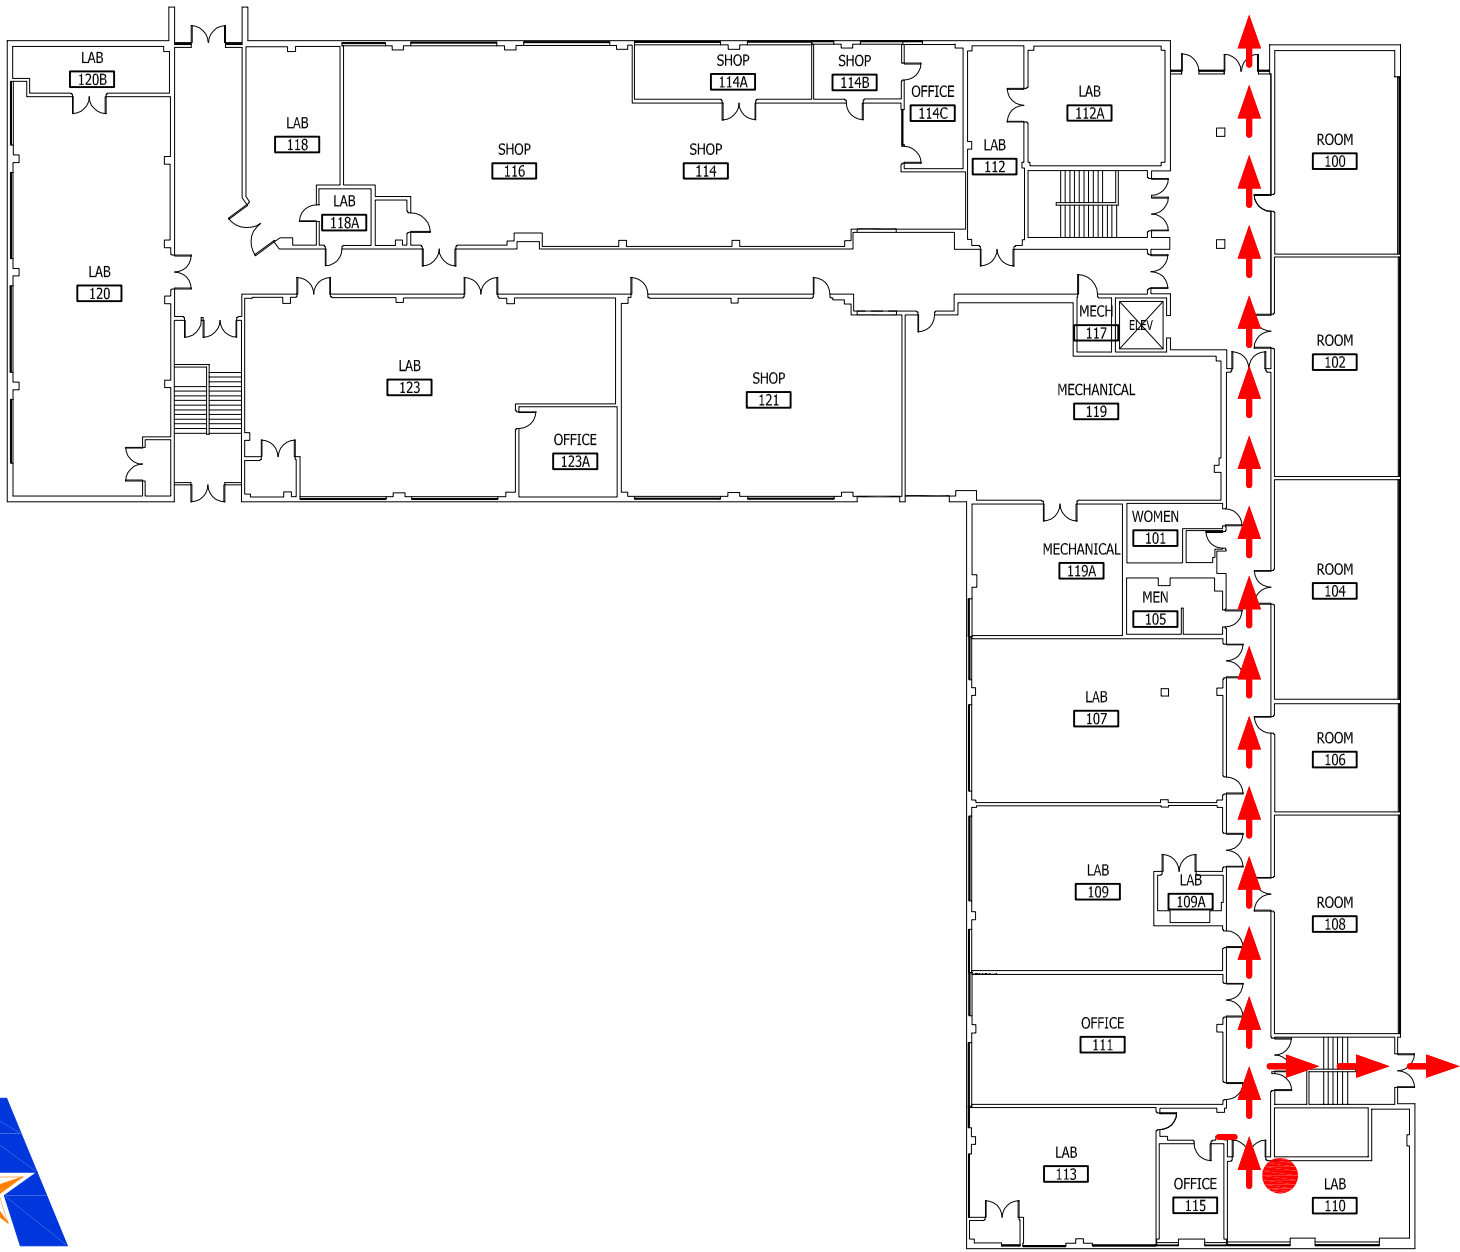 LAB
120B
LAB
118
SHOP
116
SHOP
114A
SHOP
114B
OFFICE
114C
SHOP
114
LAB
112
LAB
112A
ROOM
100
LAB
118A
LAB
120
MECH
117
ELEV
ROOM
102
LAB
123
SHOP
121
MECHANICAL
119
OFFICE
123A
WOMEN
101
MECHANICAL
119A
MEN
105
ROOM
104
LAB
107
ROOM
106
LAB
109
LAB
109A
ROOM
108
OFFICE
111
LAB
113
OFFICE
115
LAB
110